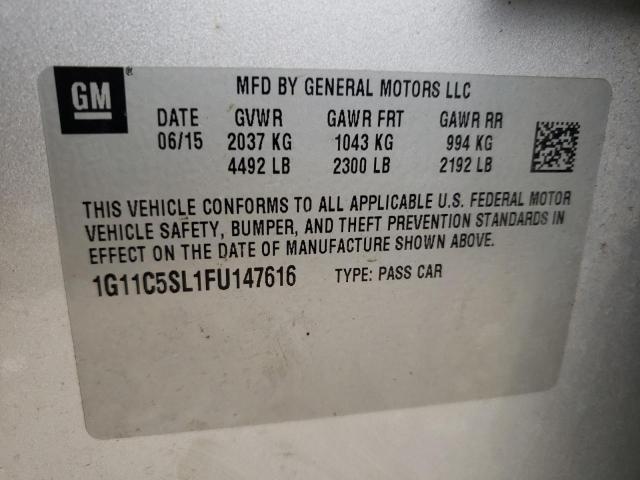 GM ®
MFD BY GENERAL MOTORS LLC
DATE GVWR GAWR FRT GAWR RR
06/15 2037 KG 1043 KG 994 KG
4492 LB 2300 LB 2192 LB
THIS VEHICLE CONFORMS TO ALL APPLICABLE U.S. FEDERAL MOTOR
VEHICLE SAFETY, BUMPER, AND THEFT PREVENTION STANDARDS IN
EFFECT ON THE DATE OF MANUFACTURE SHOWN ABOVE.
1G11C5SL1FU147616 TYPE: PASS CAR